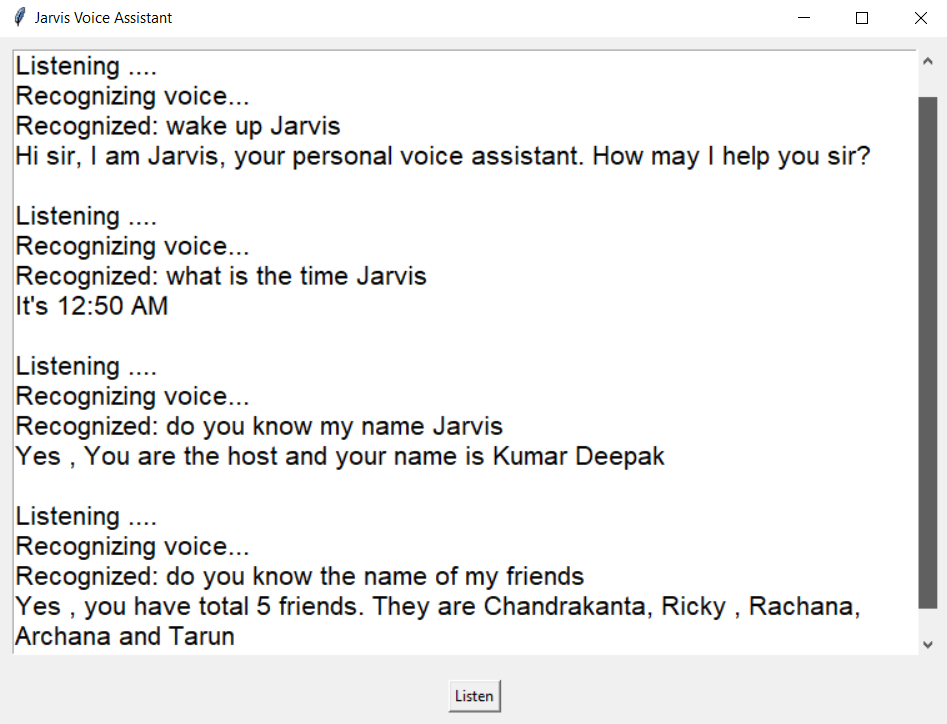 Jarvis Voice Assistant
Listening ....
Recognizing voice...
Recognized: wake up Jarvis
Hi sir, I am Jarvis, your personal voice assistant. How may I help you sir?
Listening ....
Recognizing voice...
Recognized: what is the time Jarvis
It's 12:50 AM
Listening ....
Recognizing voice...
Recognized: do you know my name Jarvis
Yes , You are the host and your name is Kumar Deepak
Listening ....
Recognizing voice...
Recognized: do you know the name of my friends
Yes , you have total 5 friends. They are Chandrakanta, Ricky , Rachana,
Archana and Tarun
Listen